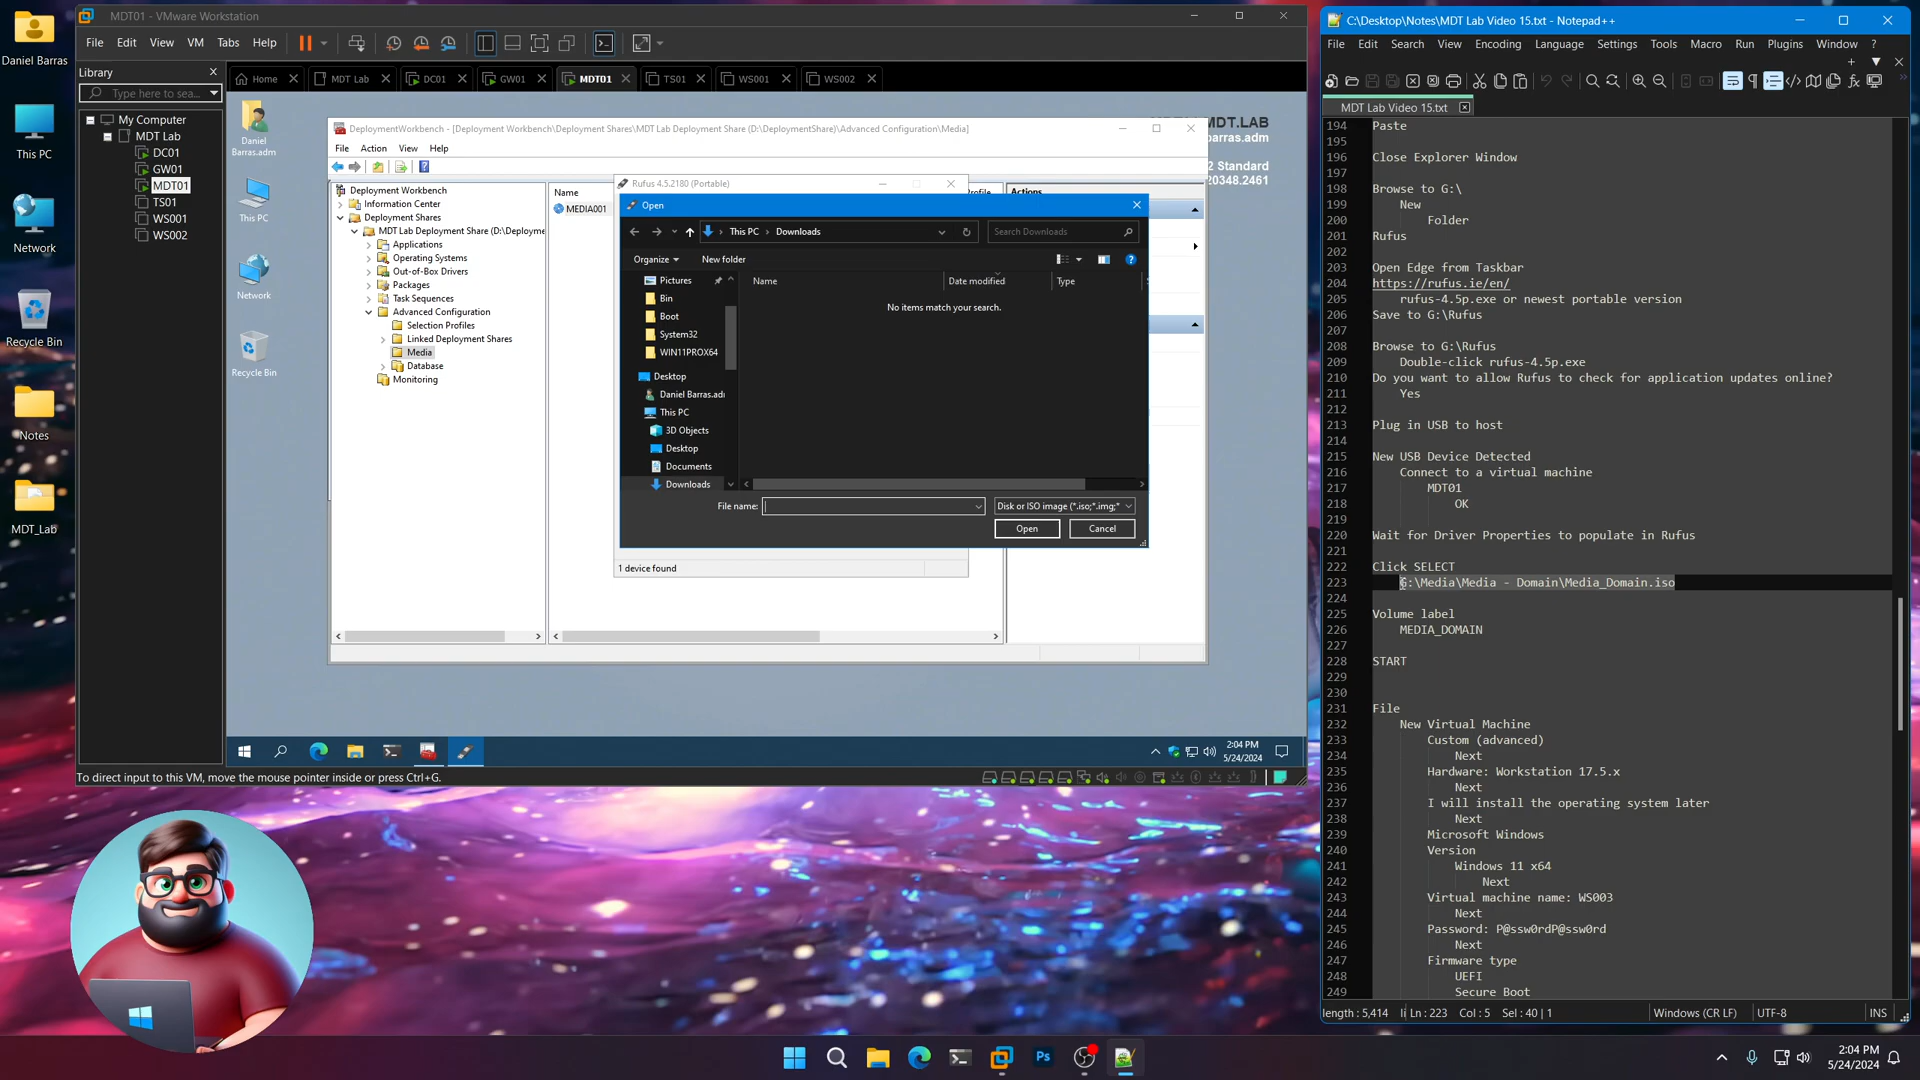 Daniel Barras
This PC
Network
Recycle Bin
Notes
MDT_Lab
MDT01 - VMware Workstation
File Edit View VM Tabs Help
Library
Type here to sea...
My Computer
MDT Lab
DC01
GW01
MDT01
TS01
WS001
WS002
Home
MDT Lab
DC01
GW01
MDT01
TS01
WS001
WS002
Daniel
Barras.adm
This PC
Network
Recycle Bin
MDT.LAB
barras.adm
2 Standard
20348.2461
DeploymentWorkbench - [Deployment Workbench\Deployment Shares\MDT Lab Deployment Share (D:\DeploymentShare)\Advanced Configuration\Media]
File Action View Help
Deployment Workbench
Information Center
Deployment Shares
MDT Lab Deployment Share (D:\Deployme
Applications
Operating Systems
Out-of-Box Drivers
Packages
Task Sequences
Advanced Configuration
Selection Profiles
Linked Deployment Shares
Media
Database
Monitoring
Name
MEDIA001
Profile
Actions
Rufus 4.5.2180 (Portable)
Open
This PC
Downloads
Search Downloads
Organize
New folder
Pictures
Bin
Boot
System32
WIN11PROX64
Desktop
Daniel Barras.adm
This PC
3D Objects
Desktop
Documents
Downloads
Name
Date modified
Type
No items match your search.
File name:
Disk or ISO image (*.iso;*.img;*
Open
Cancel
1 device found
2:04 PM
5/24/2024
To direct input to this VM, move the mouse pointer inside or press Ctrl+G.
C:\Desktop\Notes\MDT Lab Video 15.txt - Notepad++
File Edit Search View Encoding Language Settings Tools Macro Run Plugins Window ?
MDT Lab Video 15.txt
194 Paste
195
196 Close Explorer Window
197
198 Browse to G:\
199 New
200 Folder
201 Rufus
202
203 Open Edge from Taskbar
204 https://rufus.ie/en/
205 rufus-4.5p.exe or newest portable version
206 Save to G:\Rufus
207
208 Browse to G:\Rufus
209 Double-click rufus-4.5p.exe
210 Do you want to allow Rufus to check for application updates online?
211 Yes
212
213 Plug in USB to host
214
215 New USB Device Detected
216 Connect to a virtual machine
217 MDT01
218 OK
219
220 Wait for Driver Properties to populate in Rufus
221
222 Click SELECT
223 G:\Media\Media - Domain\Media_Domain.iso
224
225 Volume label
226 MEDIA_DOMAIN
227
228 START
229
230
231 File
232 New Virtual Machine
233 Custom (advanced)
234 Next
235 Hardware: Workstation 17.5.x
236 Next
237 I will install the operating system later
238 Next
239 Microsoft Windows
240 Version
241 Windows 11 x64
242 Next
243 Virtual machine name: WS003
244 Next
245 Password: P@ssw0rdP@ssw0rd
246 Next
247 Firmware type
248 UEFI
249 Secure Boot
length : 5,414 li Ln : 223 Col : 5 Sel : 40 | 1 Windows (CR LF) UTF-8 INS
Ps
2:04 PM
5/24/2024